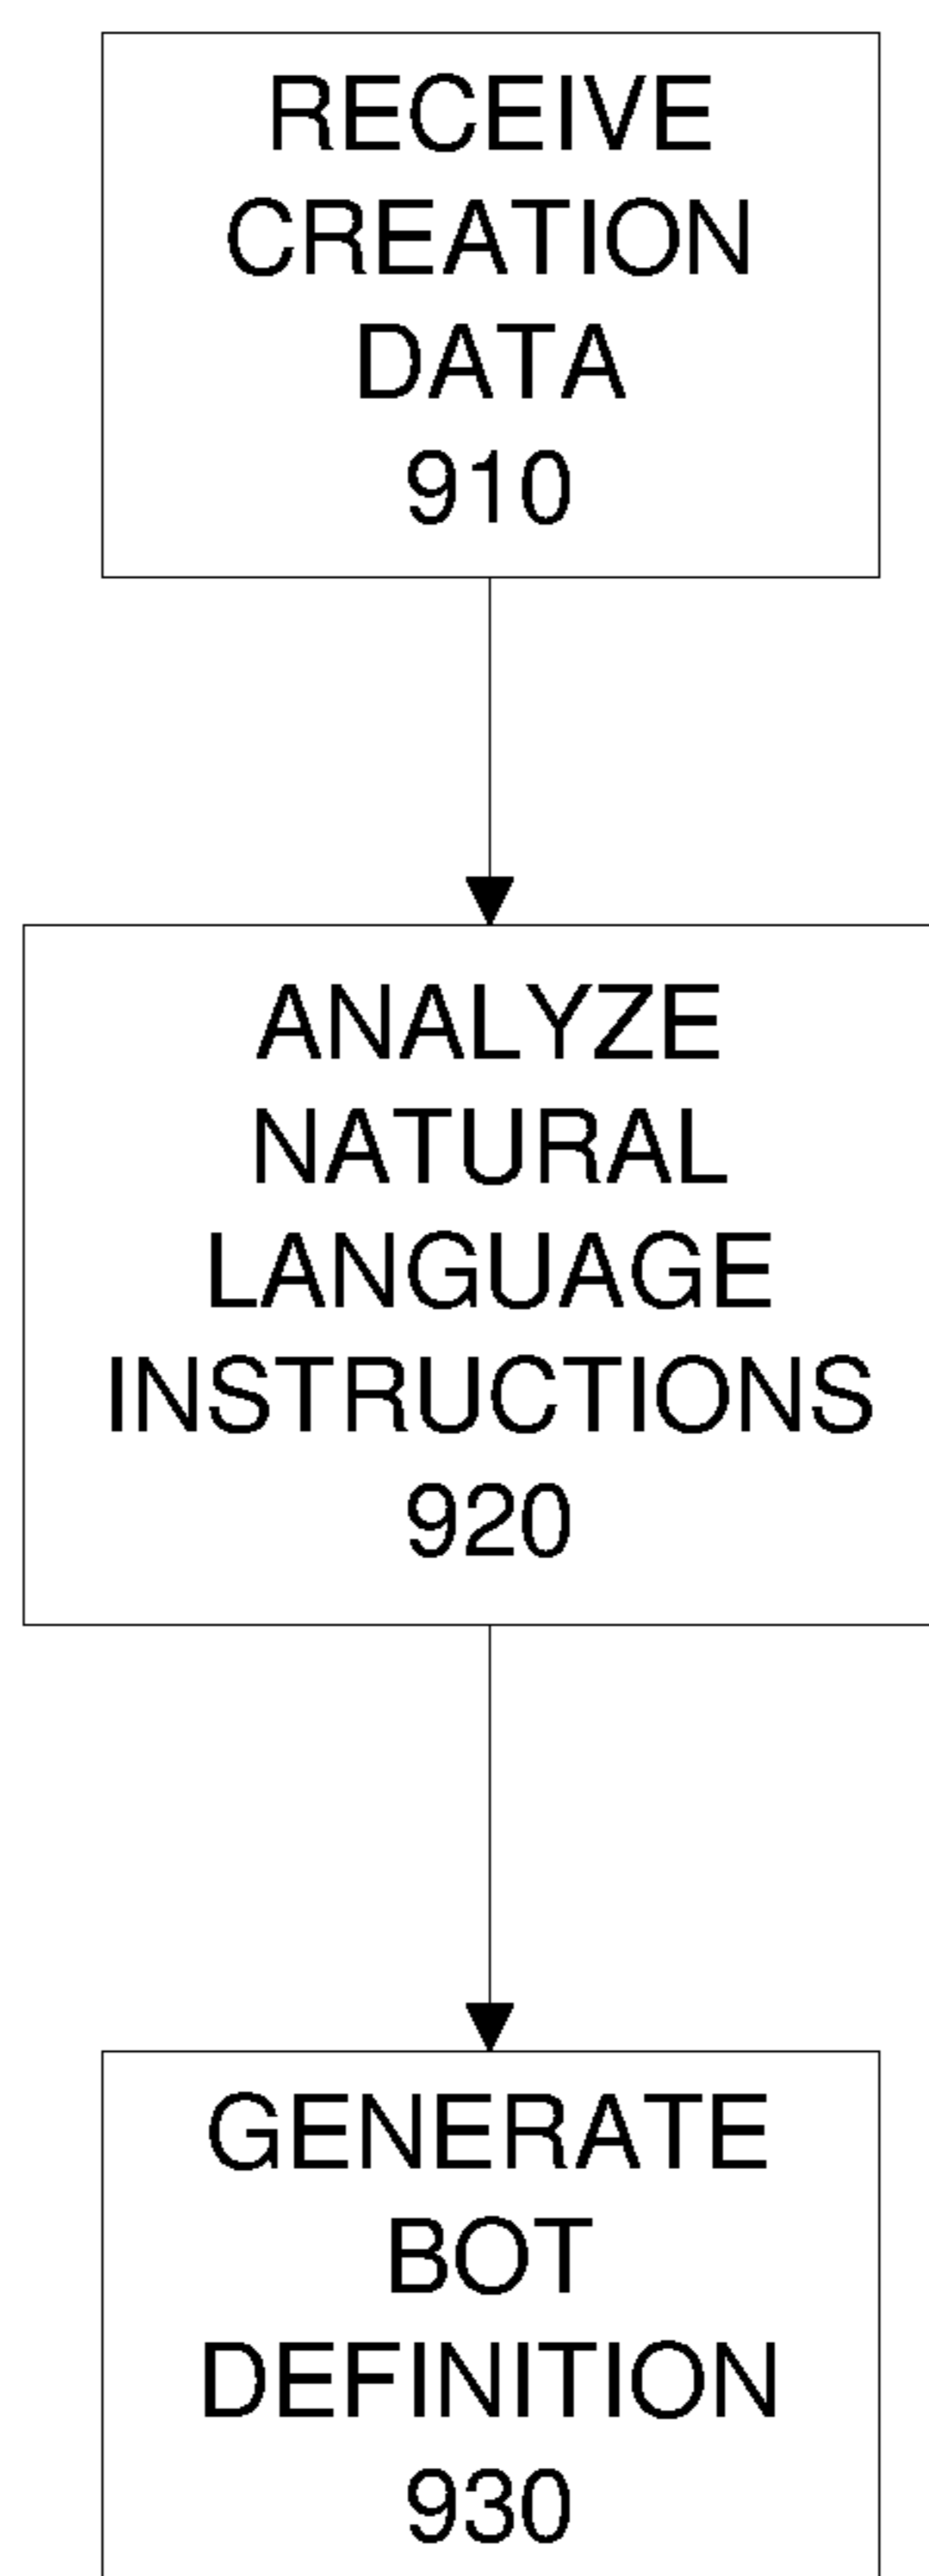 RECEIVE
CREATION
DATA
910
ANALYZE
NATURAL
LANGUAGE
INSTRUCTIONS
920
GENERATE
BOT
DEFINITION
930